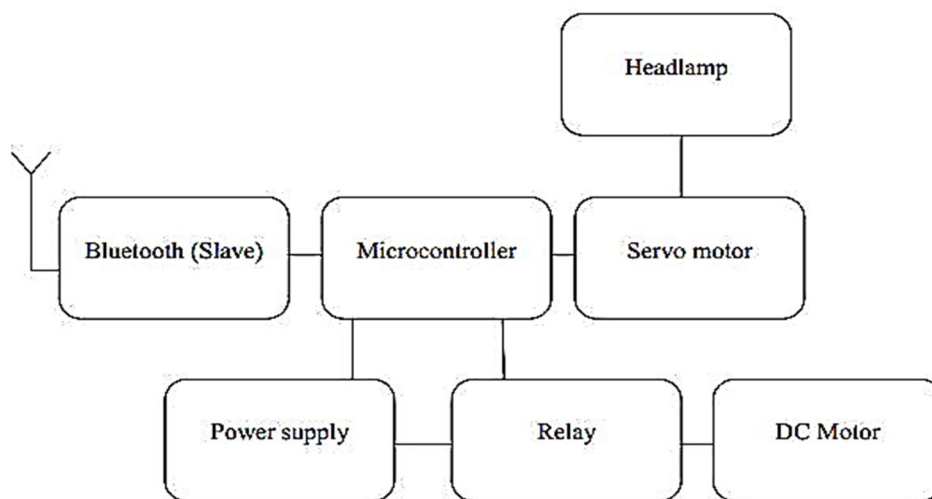 Headlamp
Bluetooth (Slave)
Microcontroller
Servo motor
Power supply
Relay
DC Motor